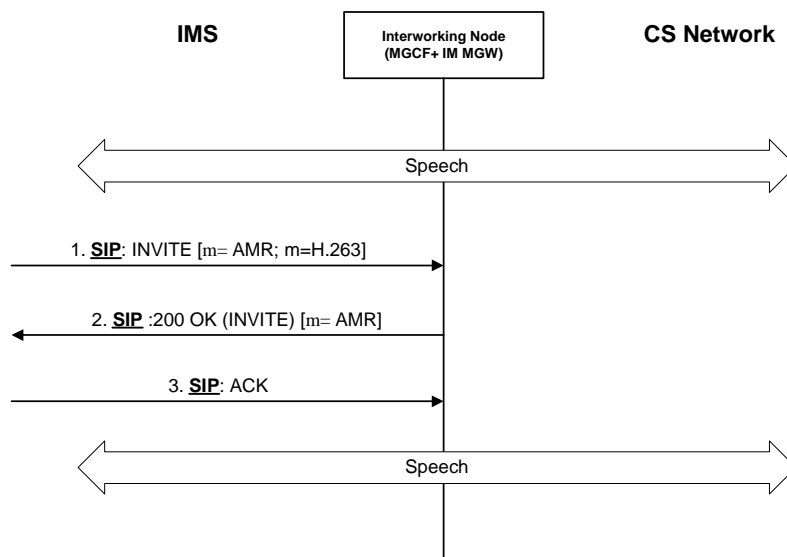 IMS
Interworking Node
(MGCF+ IM MGW)
CS Network
Speech
1. SIP: INVITE [m= AMR; m=H.263]
2. SIP :200 OK (INVITE) [m= AMR]
3. SIP: ACK
Speech